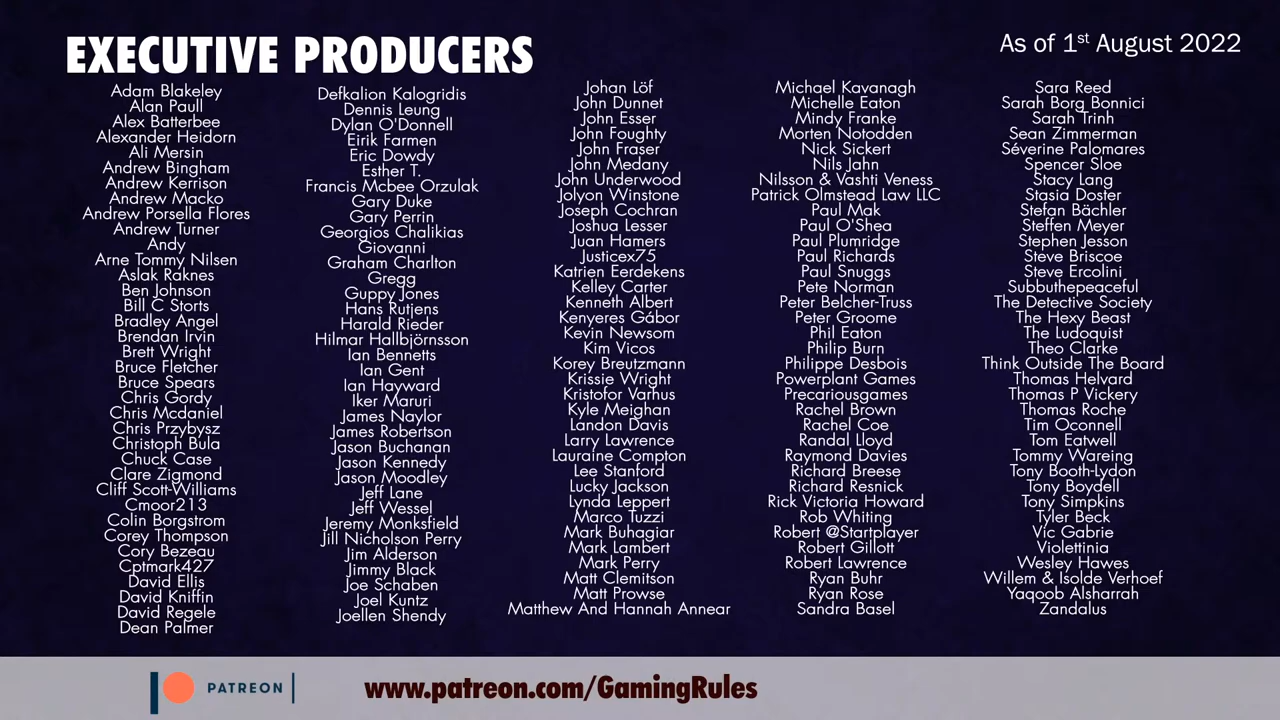 EXECUTIVE PRODUCERS
As of 1st August 2022
Adam Blakeley
Alan Paull
Alex Batterbee
Alexander Heidorn
Ali Mersin
Andrew Bingham
Andrew Kerrison
Andrew Macko
Andrew Porsella Flores
Andrew Turner
Andy
Arne Tommy Nilsen
Aslak Raknes
Ben Johnson
Bill C Storts
Bradley Angel
Brendan Irvin
Brett Wright
Bruce Fletcher
Bruce Spears
Chris Gordy
Chris Mcdaniel
Chris Przybysz
Christoph Bula
Chuck Case
Clare Zigmond
Cliff Scott-Williams
Cmoor213
Colin Borgstrom
Corey Thompson
Cory Bezeau
Cptmark427
David Ellis
David Kniffin
David Regele
Dean Palmer
Defkalion Kalogridis
Dennis Leung
Dylan O'Donnell
Eirik Farmen
Eric Dowdy
Esther T.
Francis Mcbee Orzulak
Gary Duke
Gary Perrin
Georgios Chalikias
Giovanni
Graham Charlton
Gregg
Guppy Jones
Hans Rutjens
Harald Rieder
Hilmar Hallbjörnsson
Ian Bennetts
Ian Gent
Ian Hayward
Iker Maruri
James Naylor
James Robertson
Jason Buchanan
Jason Kennedy
Jason Moodley
Jeff Lane
Jeff Wessel
Jeremy Monksfield
Jill Nicholson Perry
Jim Alderson
Jimmy Black
Joe Schaben
Joel Kuntz
Joellen Shendy
Johan Löf
John Dunnet
John Esser
John Foughty
John Fraser
John Medany
John Underwood
Jolyon Winstone
Joseph Cochran
Joshua Lesser
Juan Hamers
Justicex75
Katrien Eerdekens
Kelley Carter
Kenneth Albert
Kenyeres Gábor
Kevin Newsom
Kim Vicos
Korey Breutzmann
Krissie Wright
Kristofor Varhus
Kyle Meighan
Landon Davis
Larry Lawrence
Lauraine Compton
Lee Stanford
Lucky Jackson
Lynda Leppert
Marco Tuzzi
Mark Buhagiar
Mark Lambert
Mark Perry
Matt Clemitson
Matt Prowse
Matthew And Hannah Annear
Michael Kavanagh
Michelle Eaton
Mindy Franke
Morten Notodden
Nick Sickert
Nils Jahn
Nilsson & Vashti Veness
Patrick Olmstead Law LLC
Paul Mak
Paul O'Shea
Paul Plumridge
Paul Richards
Paul Snuggs
Pete Norman
Peter Belcher-Truss
Peter Groome
Phil Eaton
Philip Burn
Philippe Desbois
Powerplant Games
Precariousgames
Rachel Brown
Rachel Coe
Randal Lloyd
Raymond Davies
Richard Breese
Richard Resnick
Rick Victoria Howard
Rob Whiting
Robert @Startplayer
Robert Gillott
Robert Lawrence
Ryan Buhr
Ryan Rose
Sandra Basel
Sara Reed
Sarah Borg Bonnici
Sarah Trinh
Sean Zimmerman
Séverine Palomares
Spencer Sloe
Stacy Lang
Stasia Doster
Stefan Bächler
Steffen Meyer
Stephen Jesson
Steve Briscoe
Steve Ercolini
Subbuthepeaceful
The Detective Society
The Hexy Beast
The Ludoquist
Theo Clarke
Think Outside The Board
Thomas Helvard
Thomas P Vickery
Thomas Roche
Tim Oconnell
Tom Eatwell
Tommy Wareing
Tony Booth-Lydon
Tony Boydell
Tony Simpkins
Tyler Beck
Vic Gabrie
Violettinia
Wesley Hawes
Willem & Isolde Verhoef
Yaqoob Alsharrah
Zandalus
PATREON
www.patreon.com/GamingRules